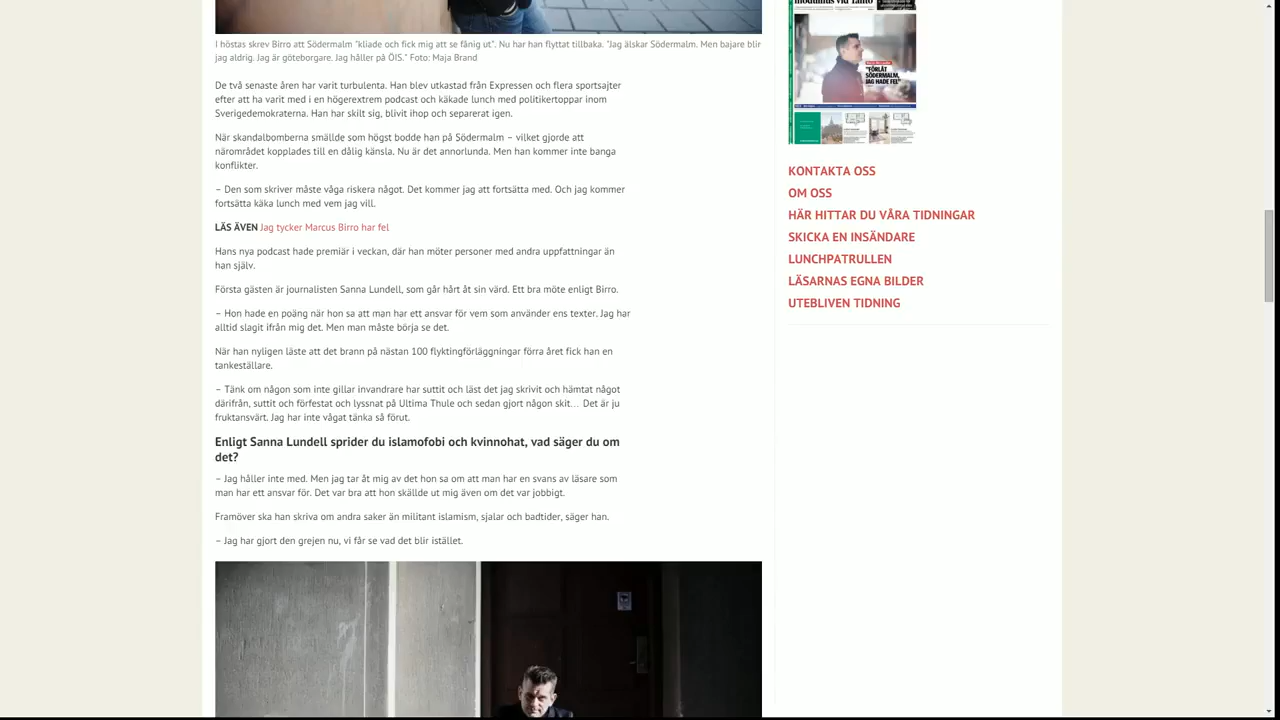 I höstas skrev Birro att Södermalm "kliade och fick mig att se fånig ut". Nu har han flyttat tillbaka. "Jag älskar Södermalm. Men bajare blir
jag aldrig. Jag är göteborgare. Jag håller på ÖIS." Foto: Maja Brand
De två senaste åren har varit turbulenta. Han blev uppsagd från Expressen och flera sportsajter
efter att ha varit med i en högerextrem podcast och käkade lunch med politikertoppar inom
Sverigedemokraterna. Han har skilt sig, blivit ihop och separerat igen.
När skandalbomberna smällde som högst bodde han på Södermalm – vilket gjorde att
närområdet kopplades till en dålig känsla. Nu är det annorlunda. Men han kommer inte banga
konflikter.
– Den som skriver måste våga riskera något. Det kommer jag att fortsätta med. Och jag kommer
fortsätta käka lunch med vem jag vill.
LÄS ÄVEN Jag tycker Marcus Birro har fel
Hans nya podcast hade premiär i veckan, där han möter personer med andra uppfattningar än
han själv.
Första gästen är journalisten Sanna Lundell, som går hårt åt sin värd. Ett bra möte enligt Birro.
– Hon hade en poäng när hon sa att man har ett ansvar för vem som använder ens texter. Jag har
alltid slagit ifrån mig det. Men man måste börja se det.
När han nyligen läste att det brann på nästan 100 flyktingförläggningar förra året fick han en
tankeställare.
– Tänk om någon som inte gillar invandrare har suttit och läst det jag skrivit och hämtat något
därifrån, suttit och förfestat och lyssnat på Ultima Thule och sedan gjort någon skit... Det är ju
fruktansvärt. Jag har inte vågat tänka så förut.
Enligt Sanna Lundell sprider du islamofobi och kvinnohat, vad säger du om
det?
– Jag håller inte med. Men jag tar åt mig av det hon sa om att man har en svans av läsare som
man har ett ansvar för. Det var bra att hon skällde ut mig även om det var jobbigt.
Framöver ska han skriva om andra saker än militant islamism, sjalar och badtider, säger han.
– Jag har gjort den grejen nu, vi får se vad det blir istället.
"FÖRLÅT
SÖDERMALM,
JAG HADE FEL"
KONTAKTA OSS
OM OSS
HÄR HITTAR DU VÅRA TIDNINGAR
SKICKA EN INSÄNDARE
LUNCHPATRULLEN
LÄSARNAS EGNA BILDER
UTEBLIVEN TIDNING